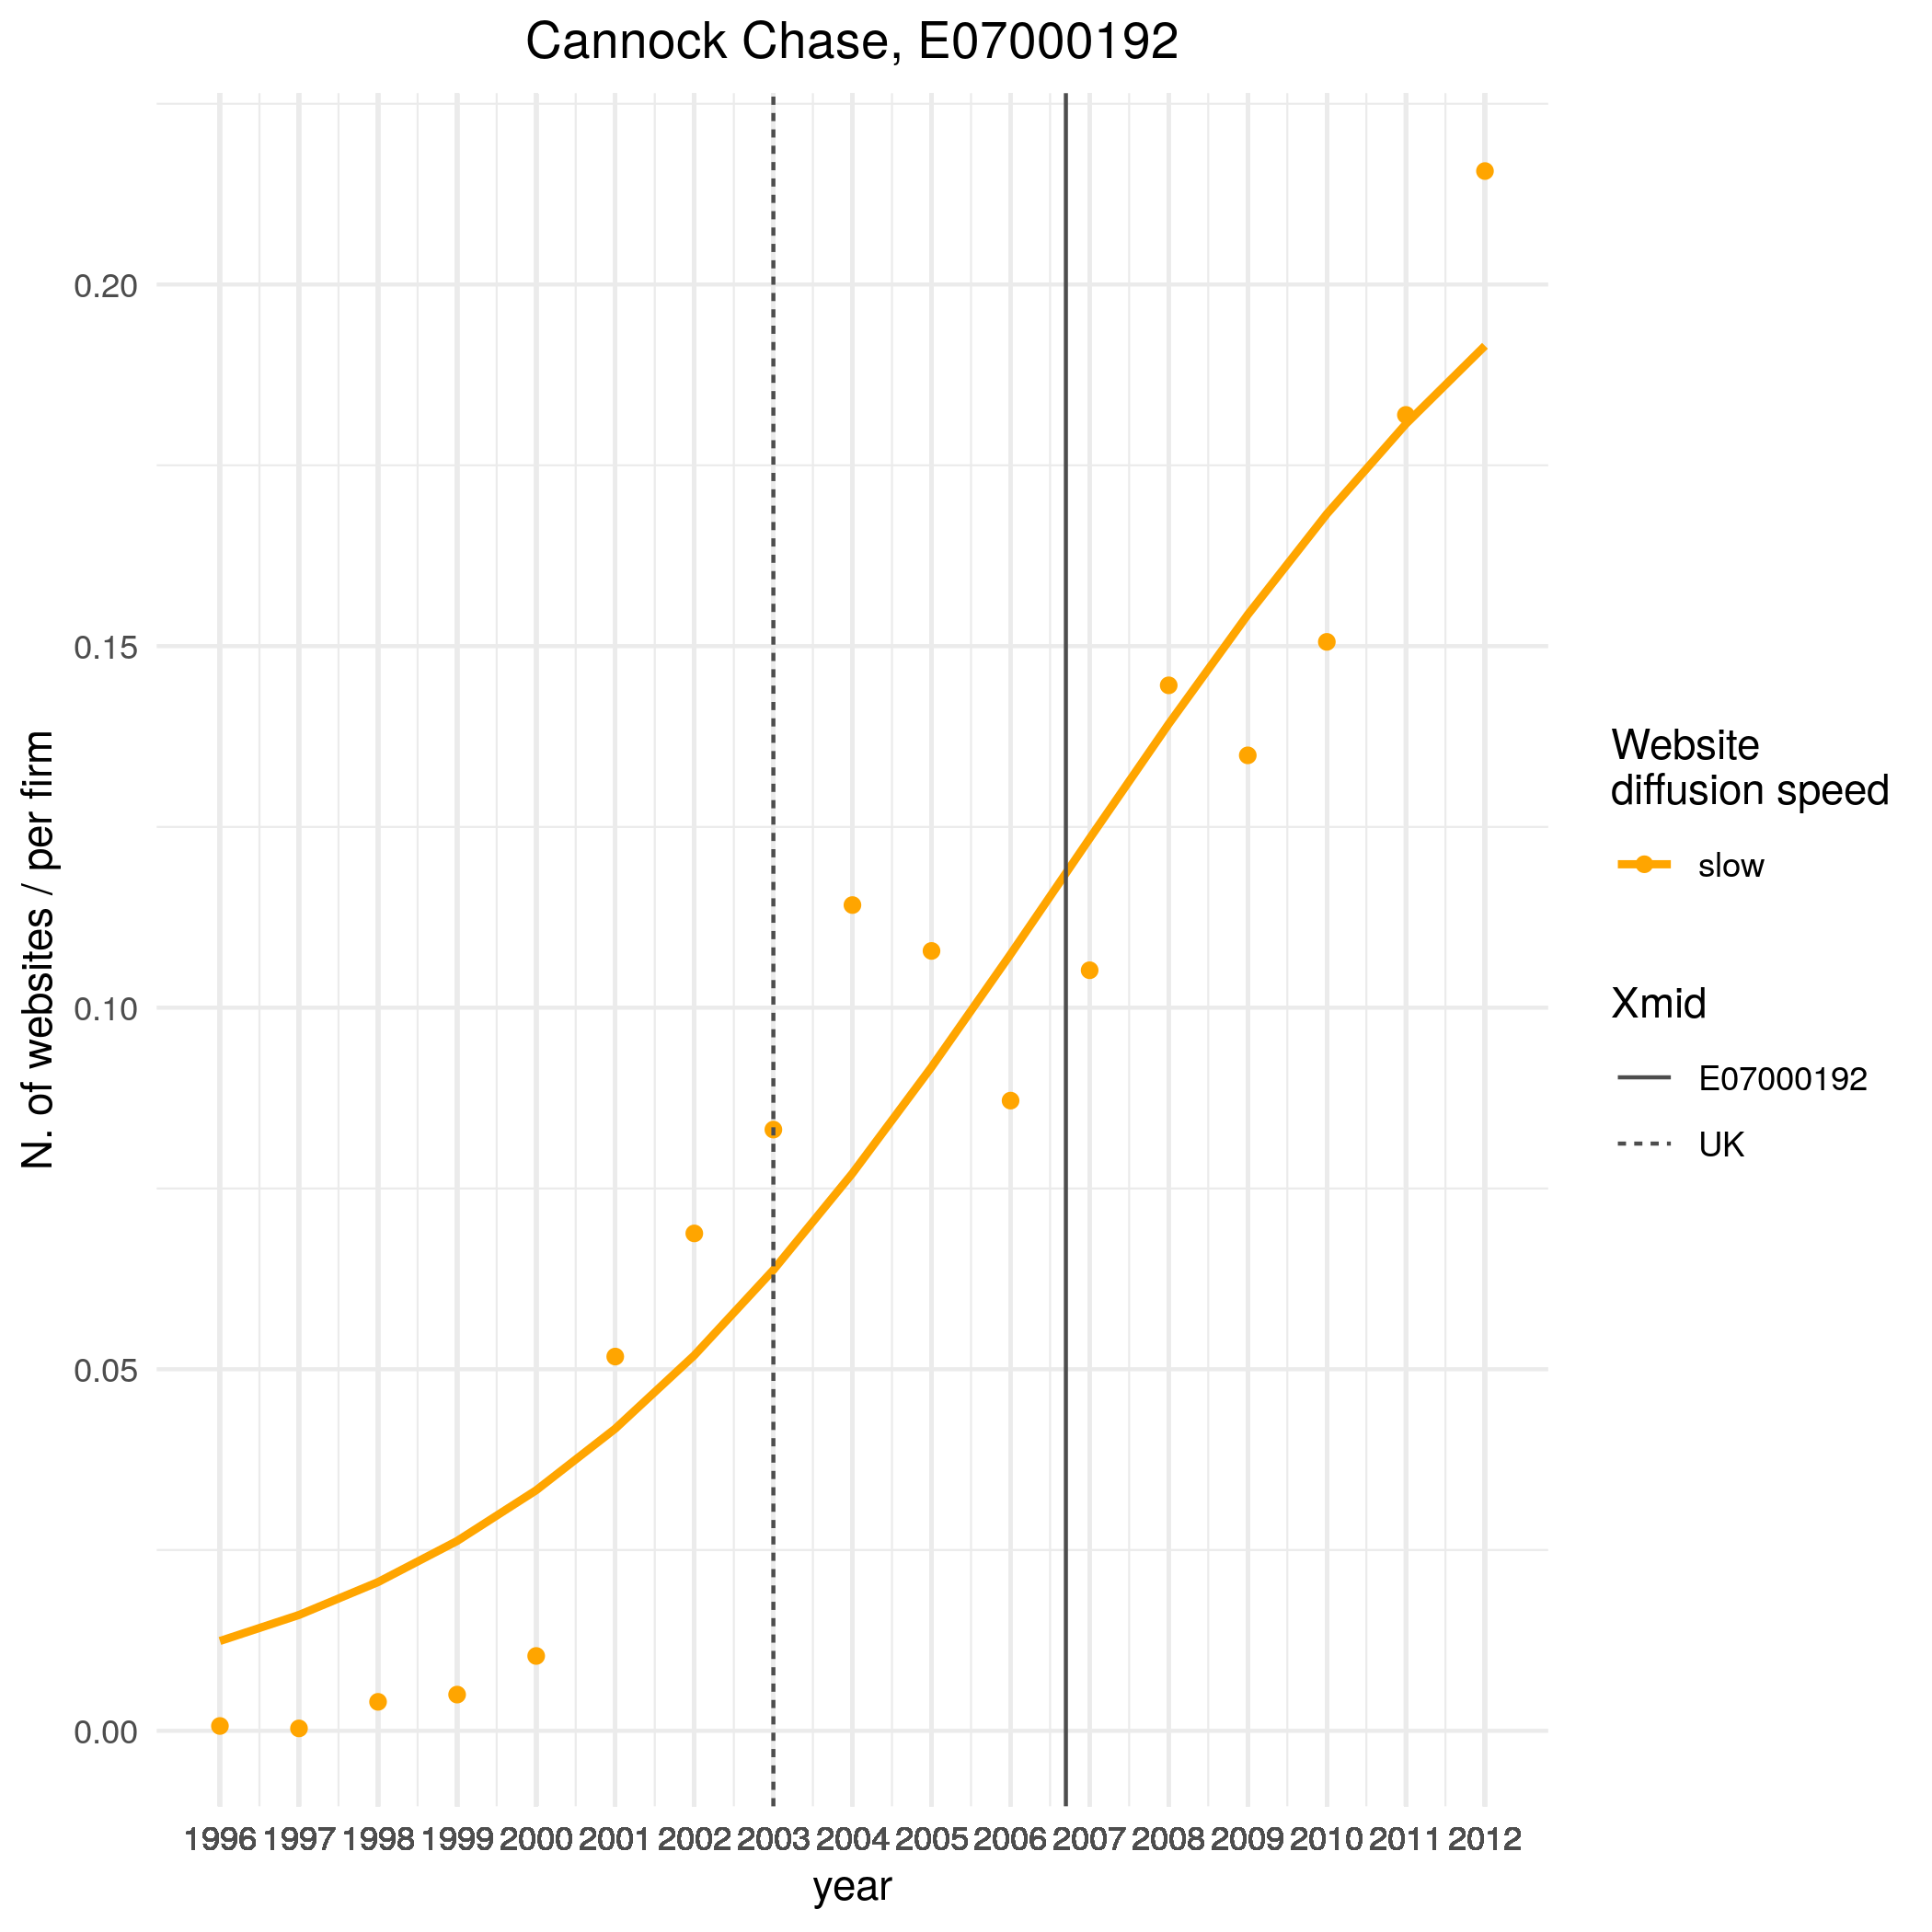 Cannock Chase, E07000192
N. of websites / per firm
0.20
0.15
0.10
0.05
0.00
1996 1997 1998 1999 2000 2001 2002 2003 2004 2005 2006 2007 2008 2009 2010 2011 2012
year
Website
diffusion speed
slow
Xmid
E07000192
UK